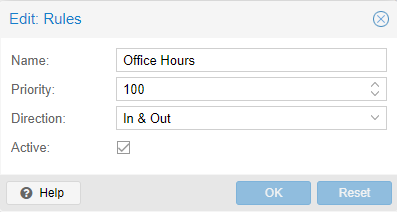 Edit: Rules
Name: Office Hours
Priority: 100
Direction: In & Out
Active:
Help OK Reset